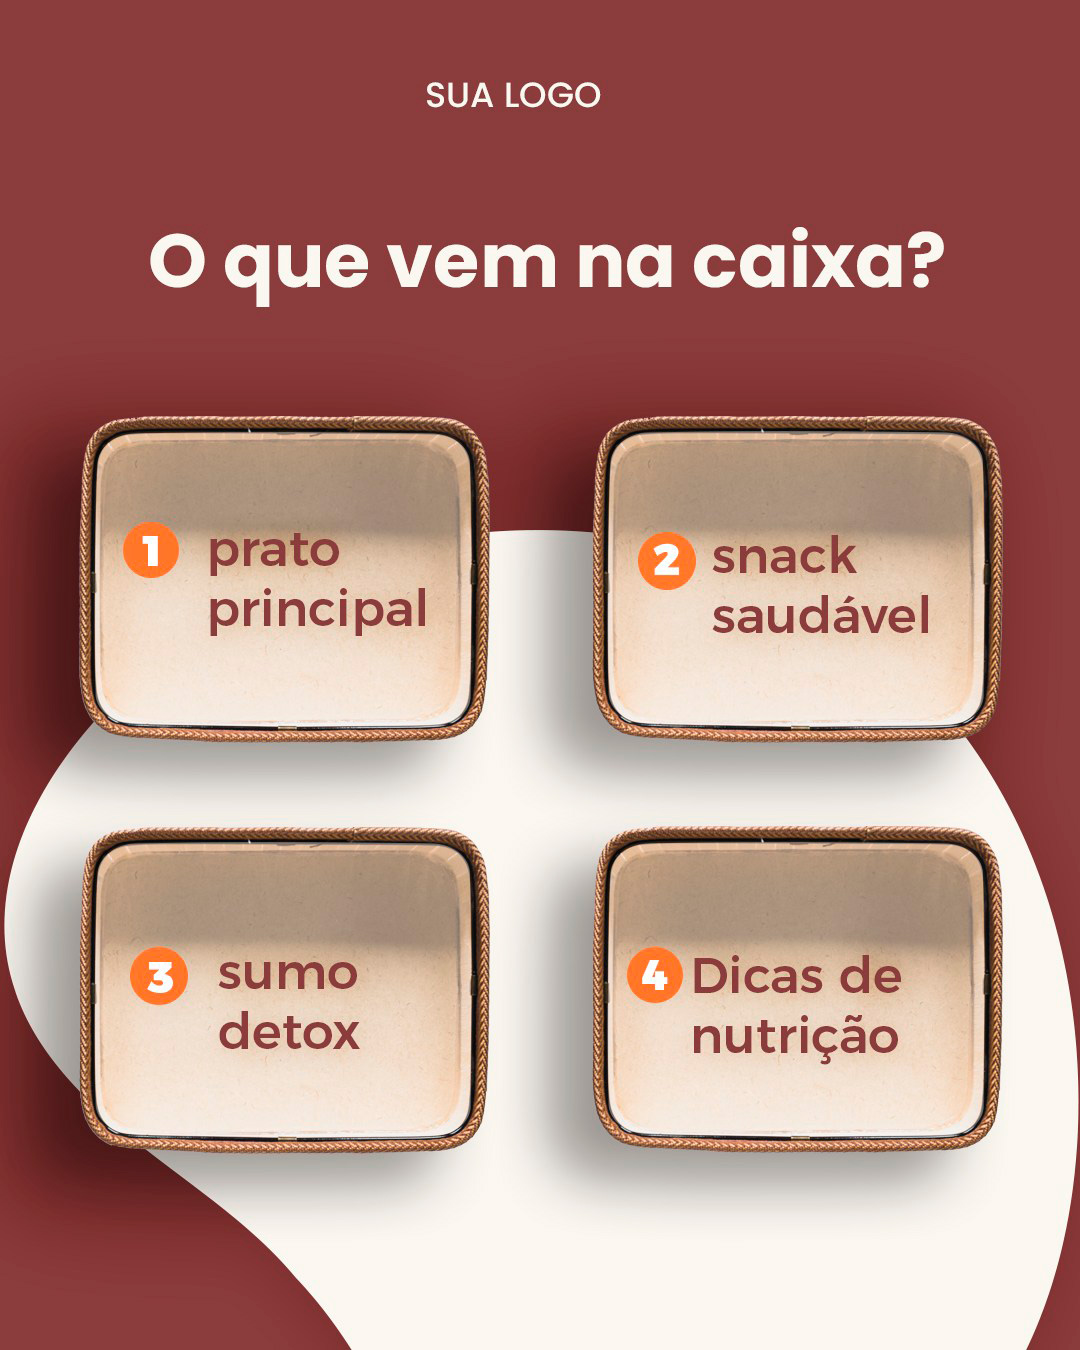 SUA LOGO
O que vem na caixa?
1 prato
principal
2 snack
saudável
3 sumo
detox
4 Dicas de
nutrição